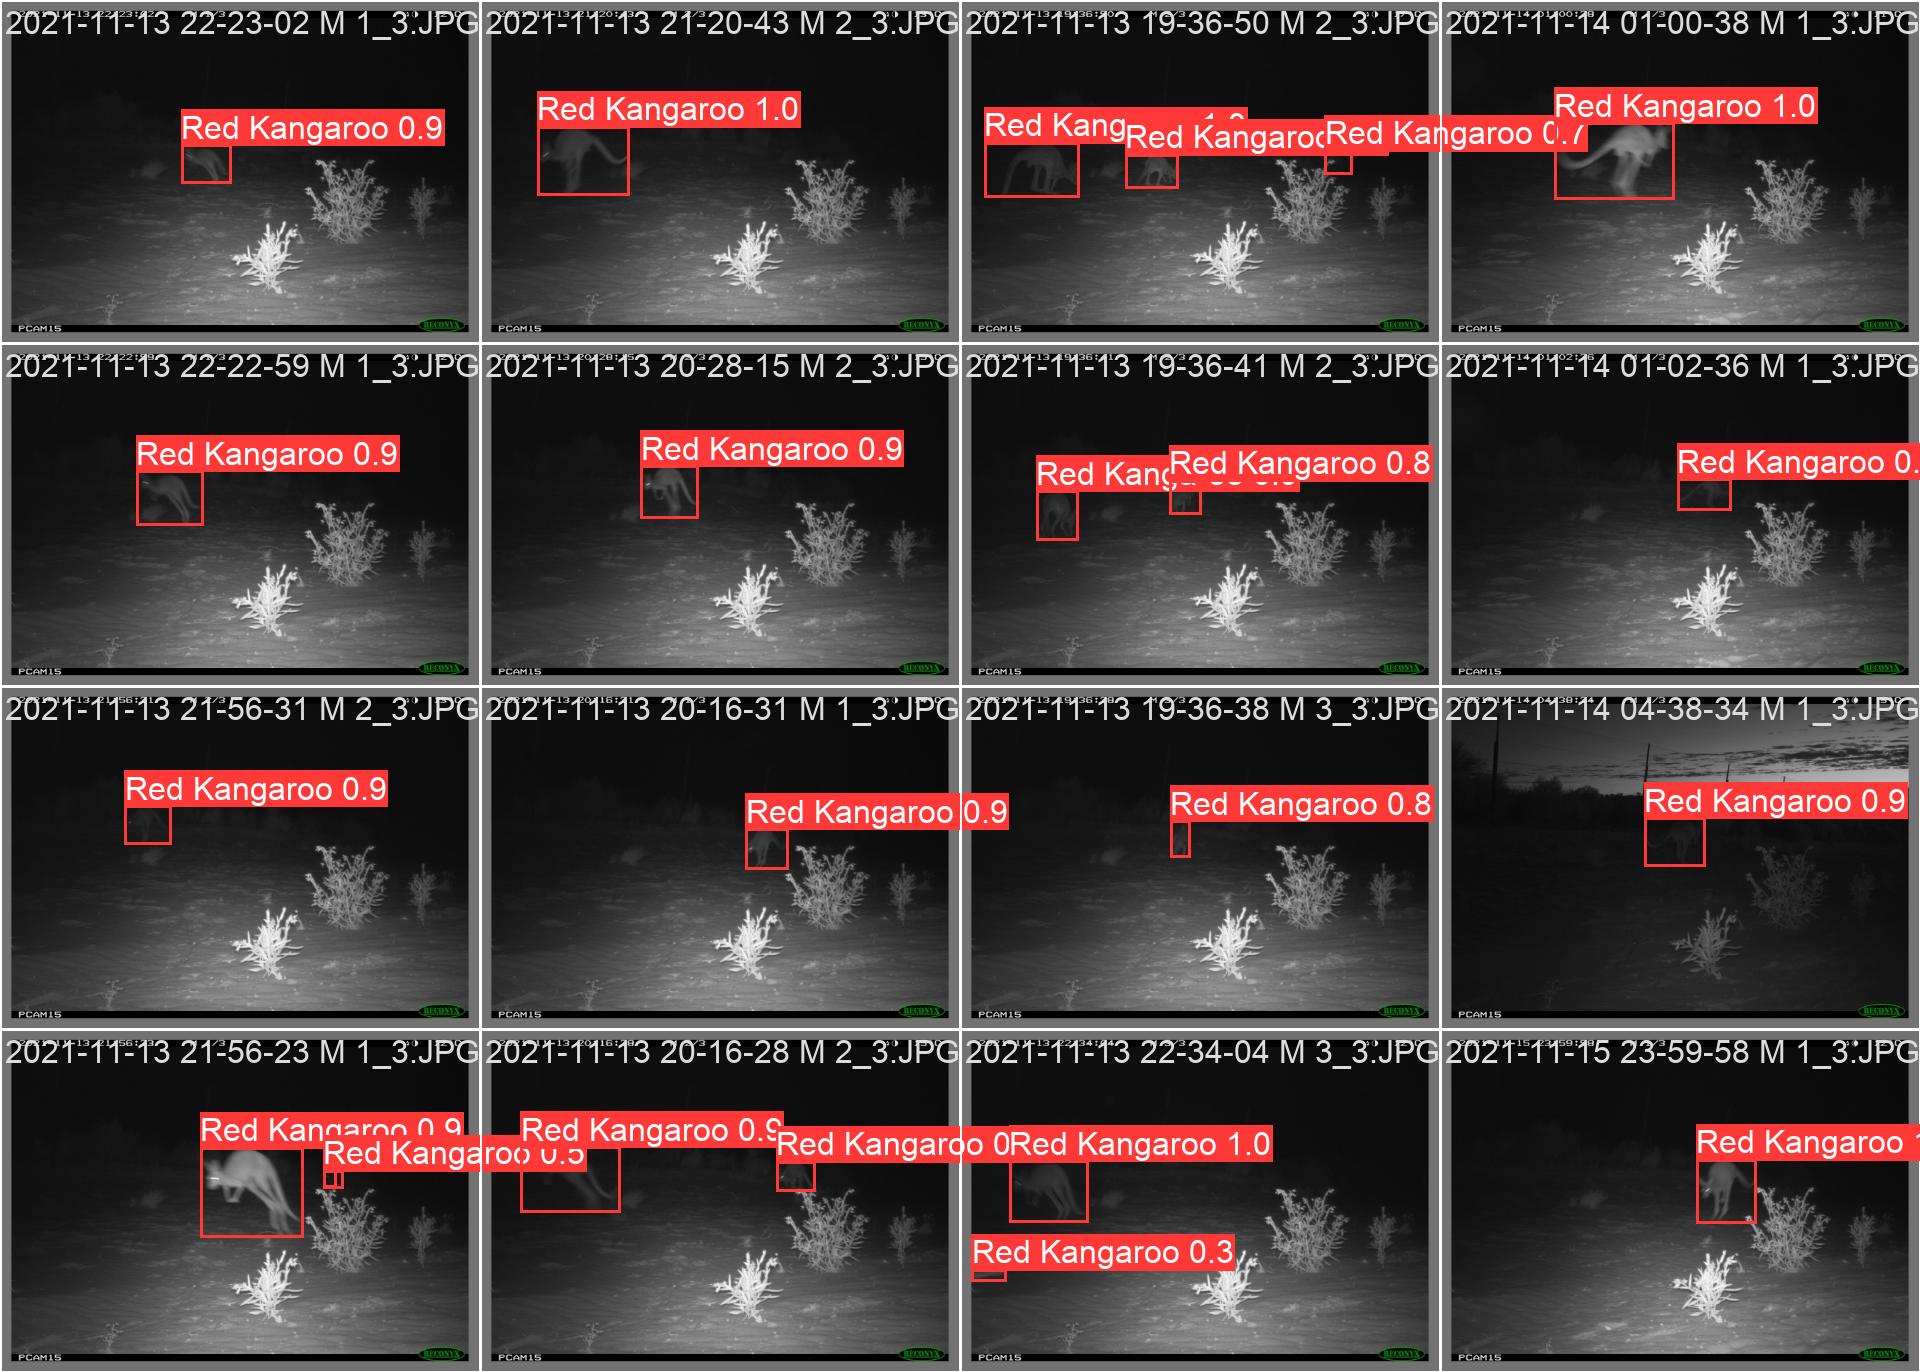 2021-11-13 22-23-02 M 1_3.JPG
Red Kangaroo 0.9
PCAM15
RECONYX
2021-11-13 21-20-43 M 2_3.JPG
Red Kangaroo 1.0
PCAM15
RECONYX
2021-11-13 19-36-50 M 2_3.JPG
Red Kang
Red Kangaroo
Red Kangaroo 0.7
PCAM15
RECONYX
2021-11-14 01-00-38 M 1_3.JPG
Red Kangaroo 1.0
RECONYX
2021-11-13 22-22-59 M 1_3.JPG
Red Kangaroo 0.9
PCAM15
RECONYX
2021-11-13 20-28-15 M 2_3.JPG
Red Kangaroo 0.9
PCAM15
RECONYX
2021-11-13 19-36-41 M 2_3.JPG
Red Kang
Red Kangaroo 0.8
PCAM15
RECONYX
2021-11-14 01-02-36 M 1_3.JPG
Red Kangaroo 0.
PCAM15
RECONYX
2021-11-13 21-56-31 M 2_3.JPG
Red Kangaroo 0.9
PCAM15
RECONYX
2021-11-13 20-16-31 M 1_3.JPG
Red Kangaroo 0.9
PCAM15
RECONYX
2021-11-13 19-36-38 M 3_3.JPG
Red Kangaroo 0.8
PCAM15
RECONYX
2021-11-14 04-38-34 M 1_3.JPG
Red Kangaroo 0.9
PCAM15
RECONYX
2021-11-13 21-56-23 M 1_3.JPG
Red Kangaroo 0.9
Red Kangaroo 0.5
PCAM15
RECONYX
2021-11-13 20-16-28 M 2_3.JPG
Red Kangaroo 0.9
Red Kangaroo 0
PCAM15
RECONYX
2021-11-13 22-34-04 M 3_3.JPG
Red Kangaroo 1.0
Red Kangaroo 0.3
PCAM15
RECONYX
2021-11-15 23-59-58 M 1_3.JPG
Red Kangaroo 1
PCAM15
RECONYX